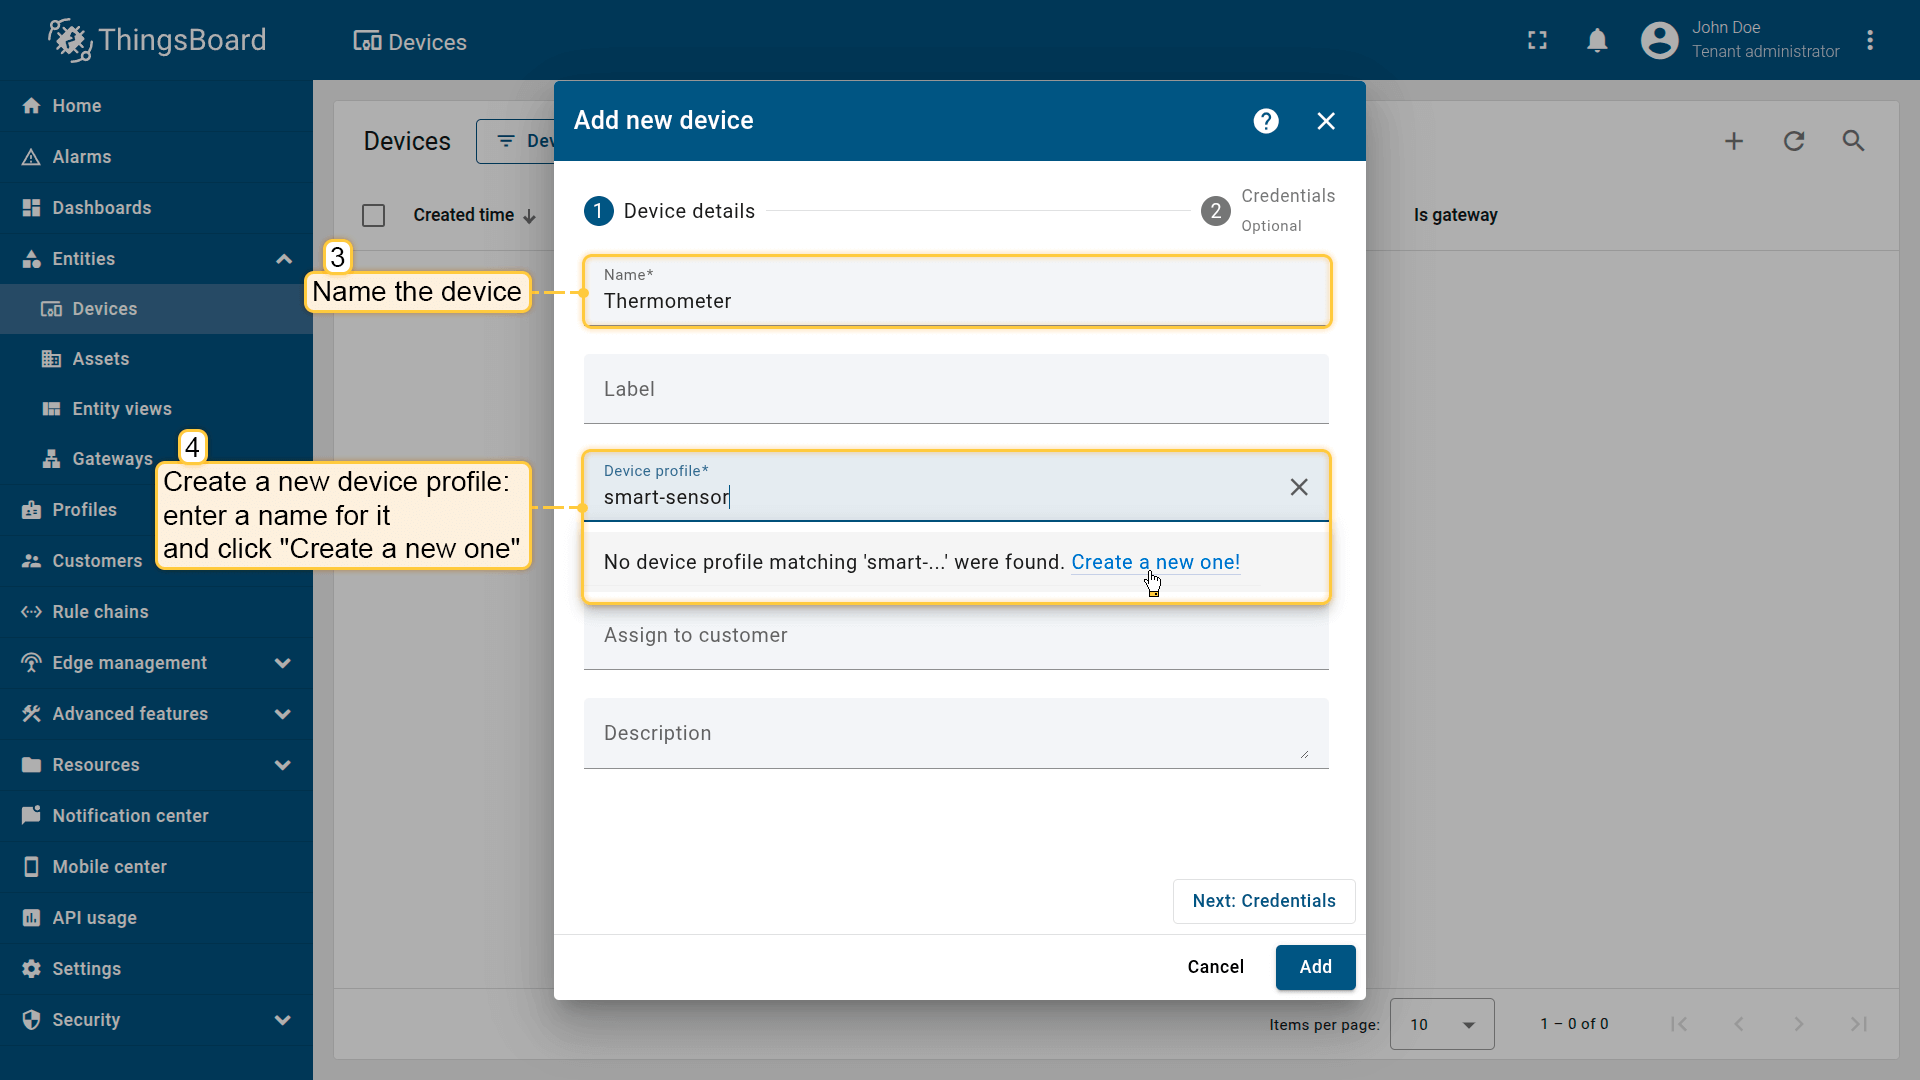 ThingsBoard
Devices
John Doe
Tenant administrator
Home
Alarms
Dashboards
Entities
Devices
Assets
Entity views
Gateways
Profiles
Customers
Rule chains
Edge management
Advanced features
Resources
Notification center
Mobile center
API usage
Settings
Security
Devices
Dev
Created time
Is gateway
Add new device
1 Device details
2 Credentials
Optional
3
Name the device
Name*
Thermometer
Label
4
Create a new device profile:
enter a name for it
and click "Create a new one"
Device profile*
smart-sensor
No device profile matching 'smart-...' were found. Create a new one!
Assign to customer
Description
Next: Credentials
Cancel
Add
Items per page:
10
1 – 0 of 0